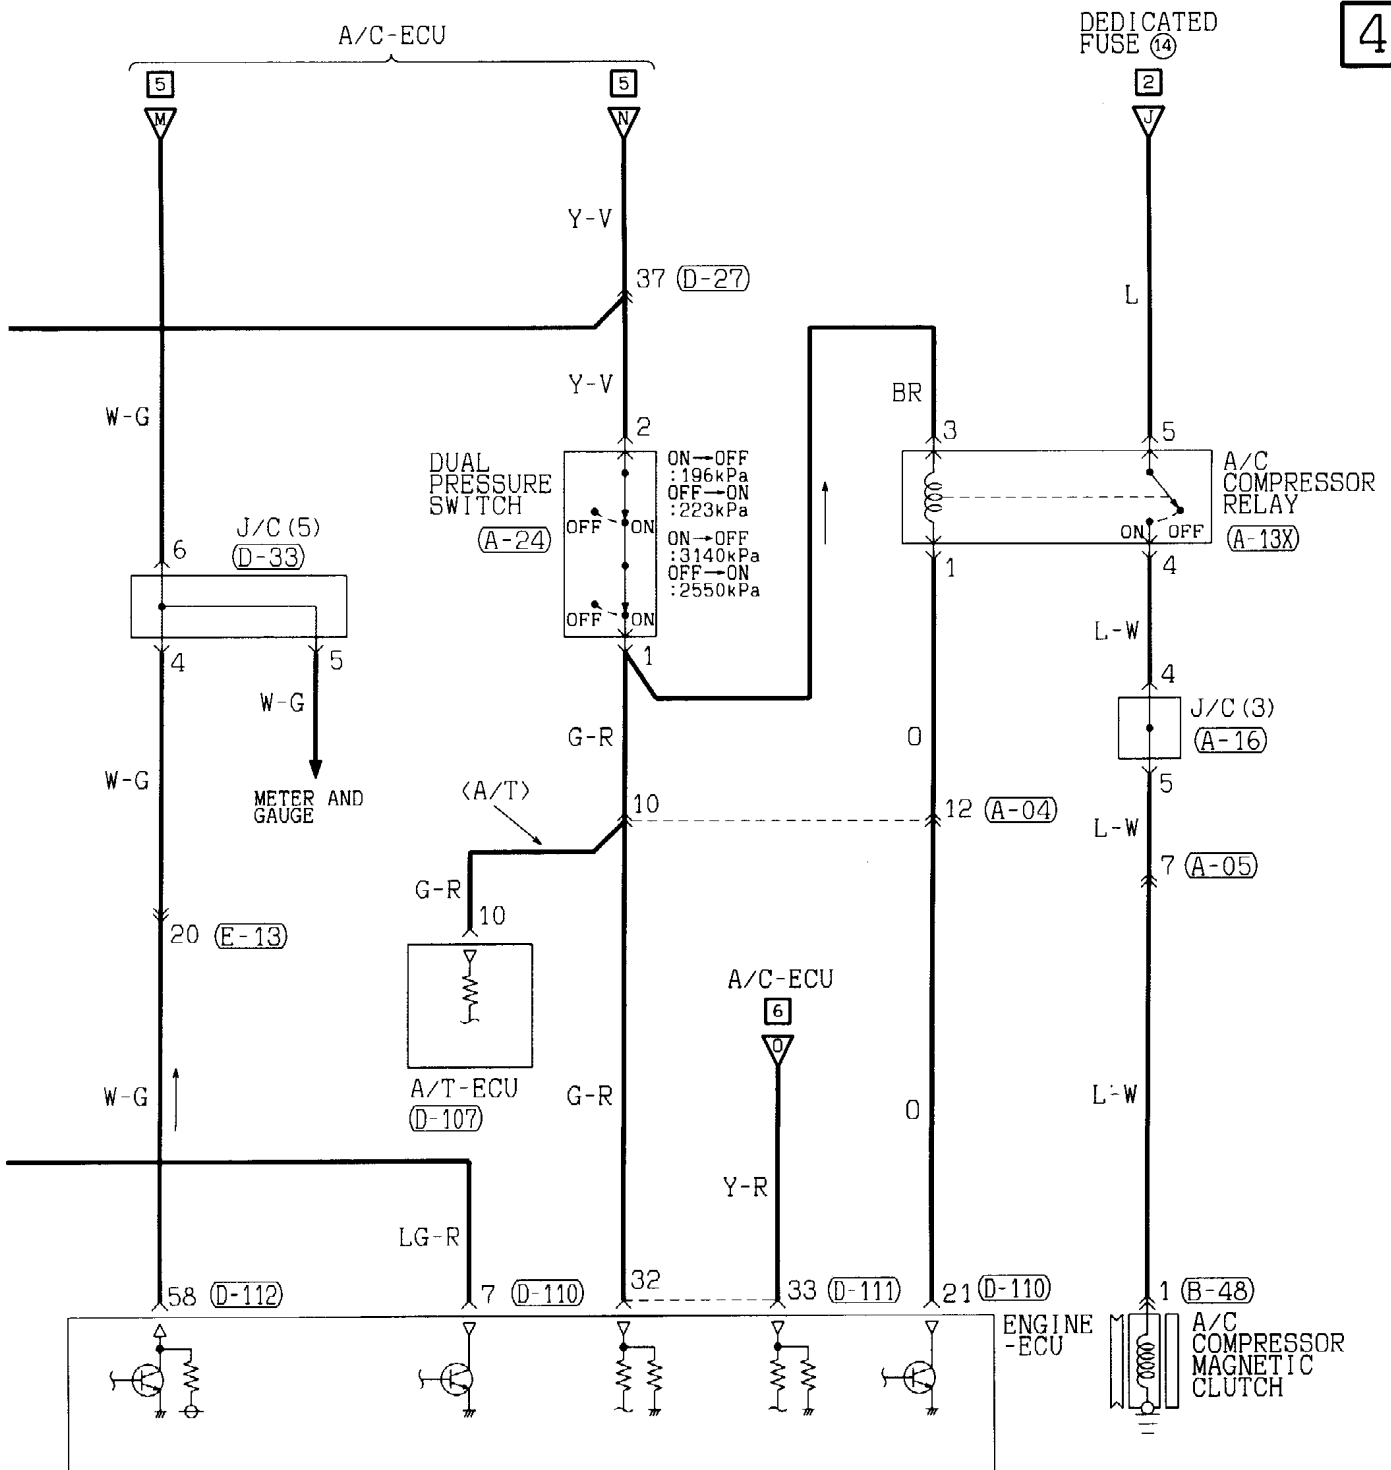 A/C-ECU
DEDICATED
FUSE 14
4
5
5
2
M
N
J
Y-V
37 D-27
L
W-G
Y-V
BR
2
3
5
DUAL
PRESSURE
SWITCH
A-24
ON→OFF
:196kPa
OFF→ON
:223kPa
ON→OFF
:3140kPa
OFF→ON
:2550kPa
OFF ON
OFF ON
A/C
COMPRESSOR
RELAY
A-13X
ON OFF
J/C(5)
D-33
6
1
4
4
5
1
L-W
4
J/C(3)
A-16
5
W-G
G-R
O
W-G
METER AND
GAUGE
<A/T>
10
12 A-04
L-W
7 A-05
G-R
10
20 E-13
A/C-ECU
6
O
A/T-ECU
D-107
W-G
G-R
O
L-W
Y-R
LG-R
58 D-112
7 D-110
32
33 D-111
21 D-110
1 B-48
ENGINE
-ECU
A/C
COMPRESSOR
MAGNETIC
CLUTCH